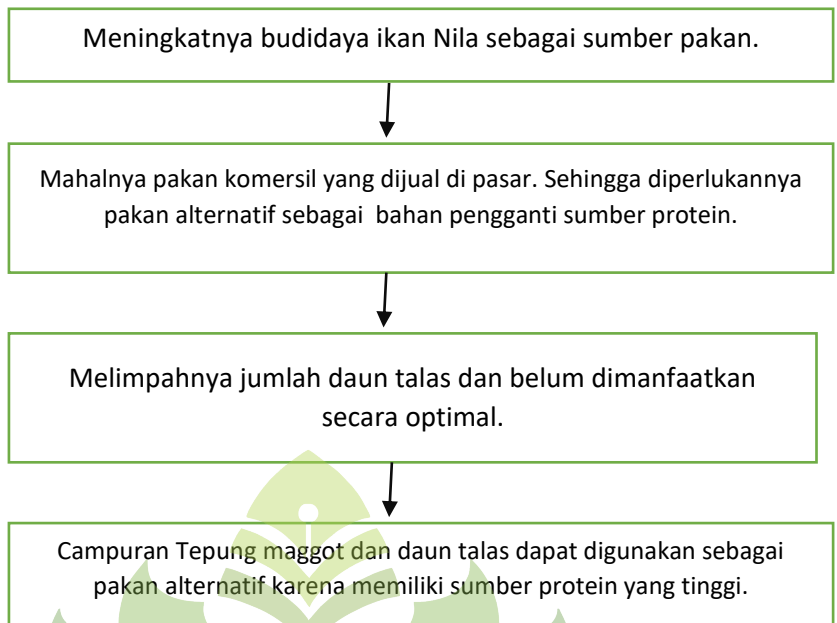 Meningkatnya budidaya ikan Nila sebagai sumber pakan.
Mahalnya pakan komersil yang dijual di pasar. Sehingga diperlukannya
pakan alternatif sebagai  bahan pengganti sumber protein.
Melimpahnya jumlah daun talas dan belum dimanfaatkan
secara optimal.
Campuran Tepung maggot dan daun talas dapat digunakan sebagai
pakan alternatif karena memiliki sumber protein yang tinggi.